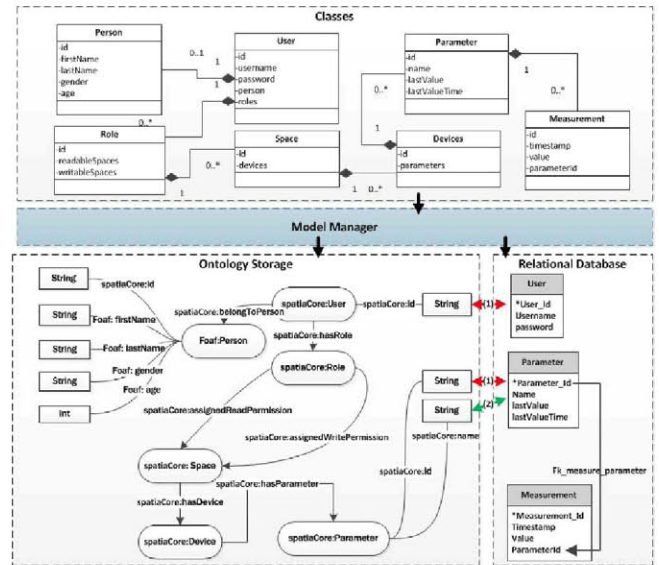 Classes
Person
-id
-firstName
-lastName
-gender
-age
0..1
1
User
-id
-username
-password
-person
-roles
1
0..*
Parameter
-id
-name
-lastValue
-lastValueTime
1
0..*
0..*
1
Measurement
-id
-timestamp
-value
-parameterid
Role
-id
-readableSpaces
-writableSpaces
1
0..*
Space
-id
-devices
1
0..*
Devices
-id
-parameters
Model Manager
Ontology Storage
String
spatiaCore:Id
String
Foaf: firstName
String
Foaf: lastName
String
Foaf: gender
Int
Foaf: age
spatiaCore:belongToPerson
Foaf:Person
spatiaCore:User
spatiaCore:Id
String
(1)
spatiaCore:hasRole
spatiaCore:Role
spatiaCore:assignedReadPermission
spatiaCore:assignedWritePermission
String
(1)
String
(2)
spatiaCore:name
spatiaCore:Id
spatiaCore: Space
spatiaCore:hasParameter
spatiaCore:hasDevice
spatiaCore:Device
spatiaCore:Parameter
Relational Database
User
*User_Id
Username
password
Parameter
*Parameter_Id
Name
lastValue
lastValueTime
Fk_measure_parameter
Measurement
*Measurement_Id
Timestamp
Value
ParameterId